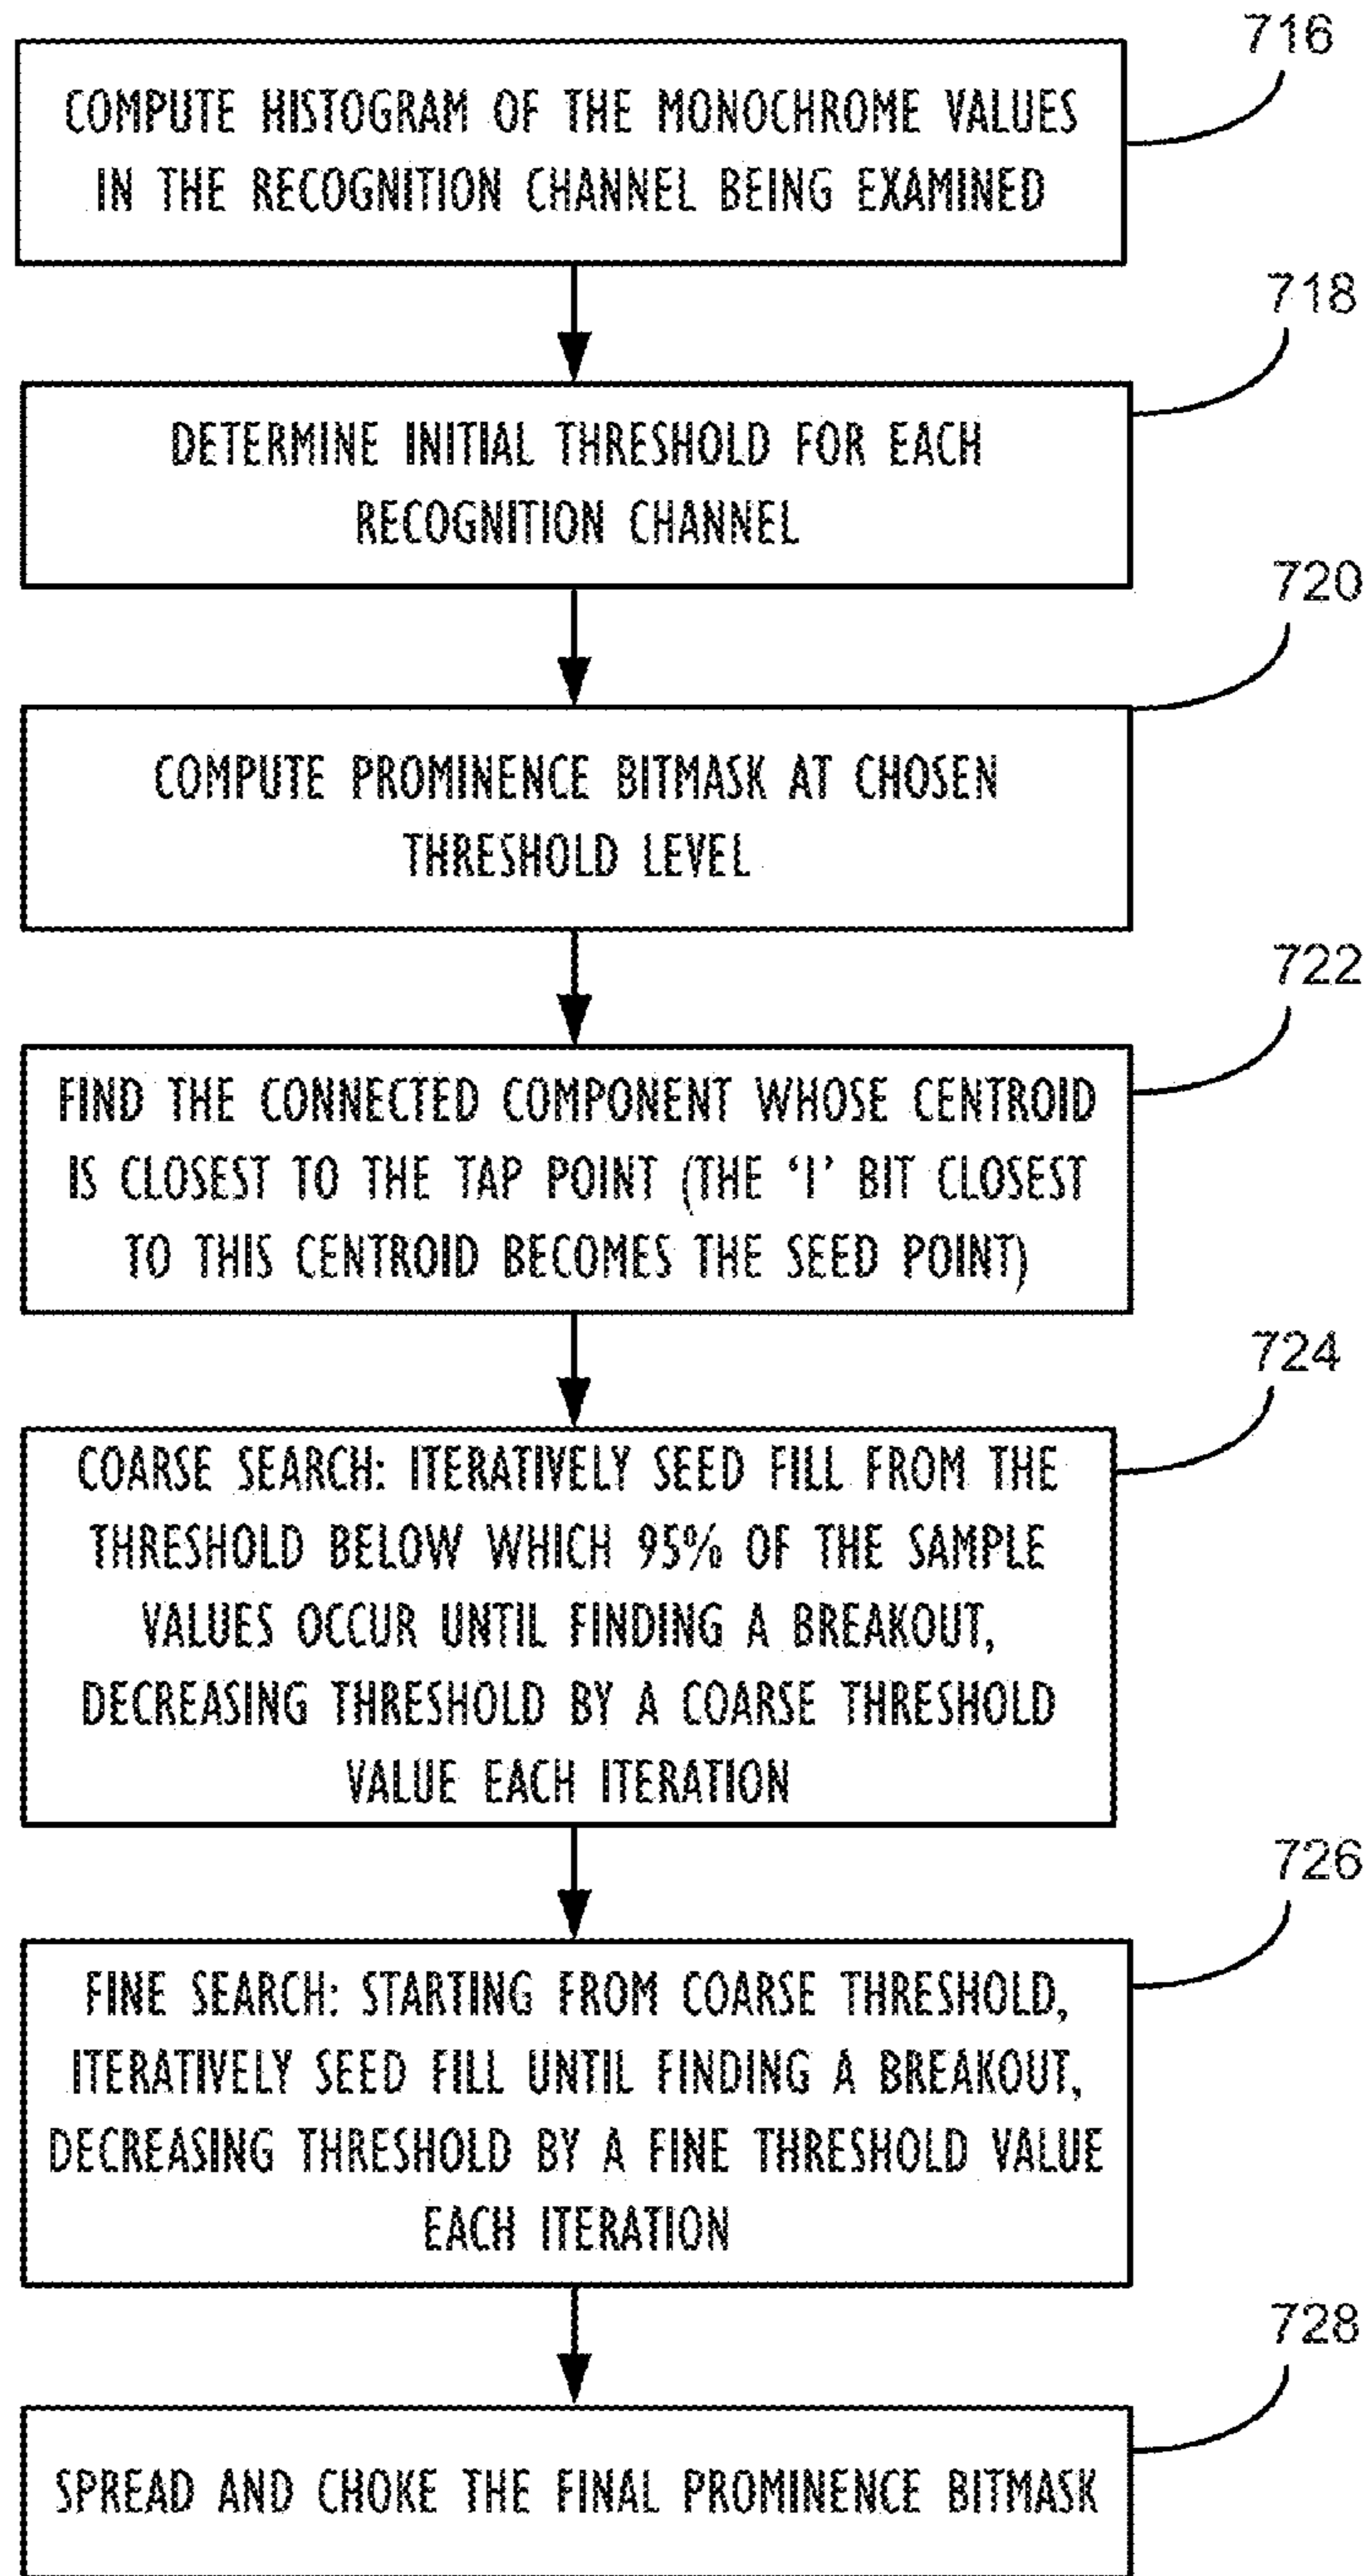 716
COMPUTE HISTOGRAM OF THE MONOCHROME VALUES
IN THE RECOGNITION CHANNEL BEING EXAMINED
718
DETERMINE INITIAL THRESHOLD FOR EACH
RECOGNITION CHANNEL
720
COMPUTE PROMINENCE BITMASK AT CHOSEN
THRESHOLD LEVEL
722
FIND THE CONNECTED COMPONENT WHOSE CENTROID
IS CLOSEST TO THE TAP POINT (THE ‘1’ BIT CLOSEST
TO THIS CENTROID BECOMES THE SEED POINT)
724
COARSE SEARCH: ITERATIVELY SEED FILL FROM THE
THRESHOLD BELOW WHICH 95% OF THE SAMPLE
VALUES OCCUR UNTIL FINDING A BREAKOUT,
DECREASING THRESHOLD BY A COARSE THRESHOLD
VALUE EACH ITERATION
726
FINE SEARCH: STARTING FROM COARSE THRESHOLD,
ITERATIVELY SEED FILL UNTIL FINDING A BREAKOUT,
DECREASING THRESHOLD BY A FINE THRESHOLD VALUE
EACH ITERATION
728
SPREAD AND CHOKE THE FINAL PROMINENCE BITMASK